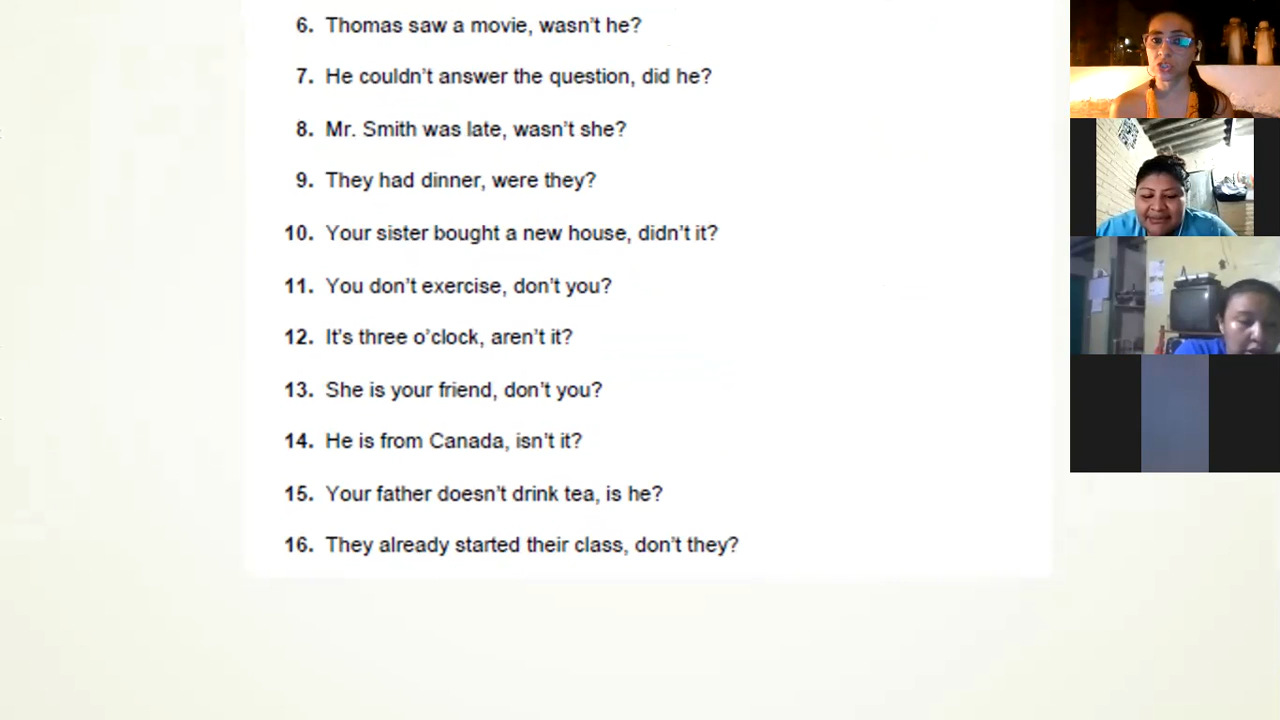 6. Thomas saw a movie, wasn't he?
7. He couldn't answer the question, did he?
8. Mr. Smith was late, wasn't she?
9. They had dinner, were they?
10. Your sister bought a new house, didn't it?
11. You don't exercise, don't you?
12. It's three o'clock, aren't it?
13. She is your friend, don't you?
14. He is from Canada, isn't it?
15. Your father doesn't drink tea, is he?
16. They already started their class, don't they?